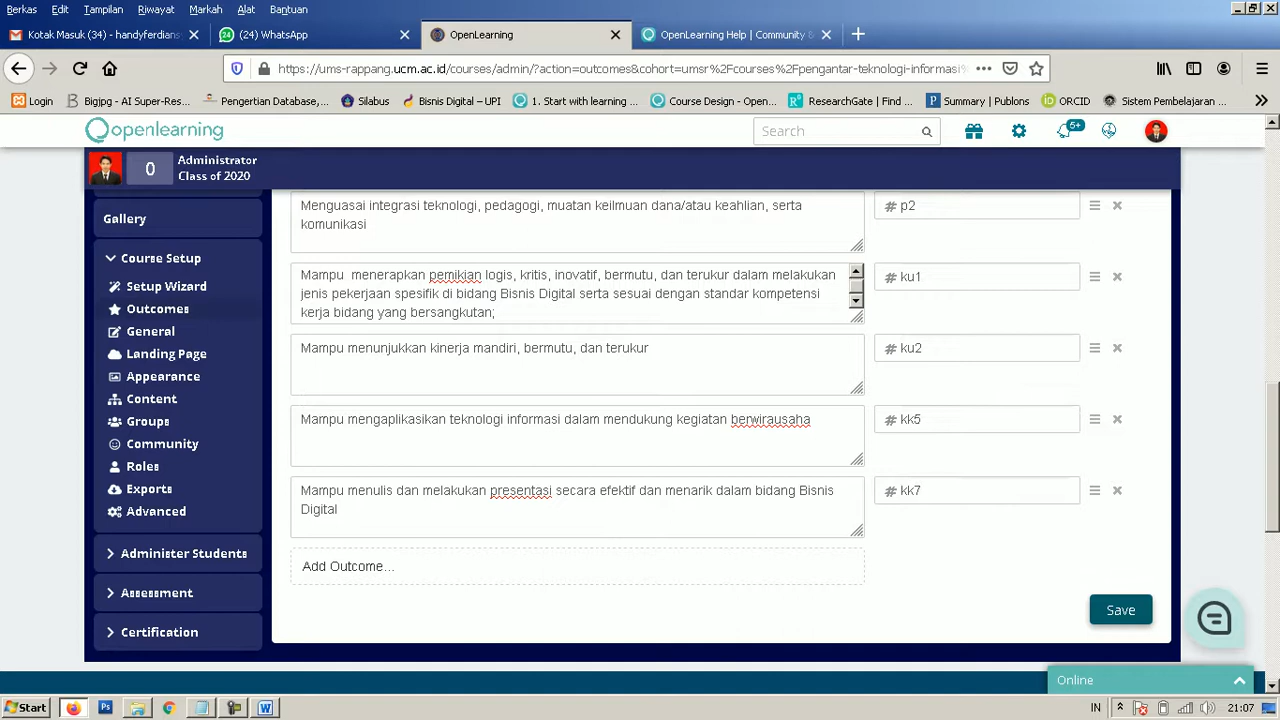 Berkas Edit Tampilan Riwayat Markah Alat Bantuan
Kotak Masuk (34) - handyferdians
(24) WhatsApp
OpenLearning
OpenLearning Help | Community &
https://ums-rappang.ucm.ac.id/courses/admin/?action=outcomes&cohort=umsr%2Fcourses%2Fpengantar-teknologi-informasi%
Login
Bigjpg - AI Super-Res...
Pengertian Database,...
Silabus
Bisnis Digital – UPI
1. Start with learning ...
Course Design - Open...
ResearchGate | Find ...
Summary | Publons
ORCID
Sistem Pembelajaran ...
openlearning
Search
5+
0
Administrator
Class of 2020
Gallery
Course Setup
Setup Wizard
Outcomes
General
Landing Page
Appearance
Content
Groups
Community
Roles
Exports
Advanced
Administer Students
Assessment
Certification
Menguasai integrasi teknologi, pedagogi, muatan keilmuan dana/atau keahlian, serta
komunikasi
# p2
Mampu  menerapkan pemikian logis, kritis, inovatif, bermutu, dan terukur dalam melakukan
jenis pekerjaan spesifik di bidang Bisnis Digital serta sesuai dengan standar kompetensi
kerja bidang yang bersangkutan;
# ku1
Mampu menunjukkan kinerja mandiri, bermutu, dan terukur
# ku2
Mampu mengaplikasikan teknologi informasi dalam mendukung kegiatan berwirausaha
# kk5
Mampu menulis dan melakukan presentasi secara efektif dan menarik dalam bidang Bisnis
Digital
# kk7
Add Outcome...
Save
Online
Start
IN
21:07